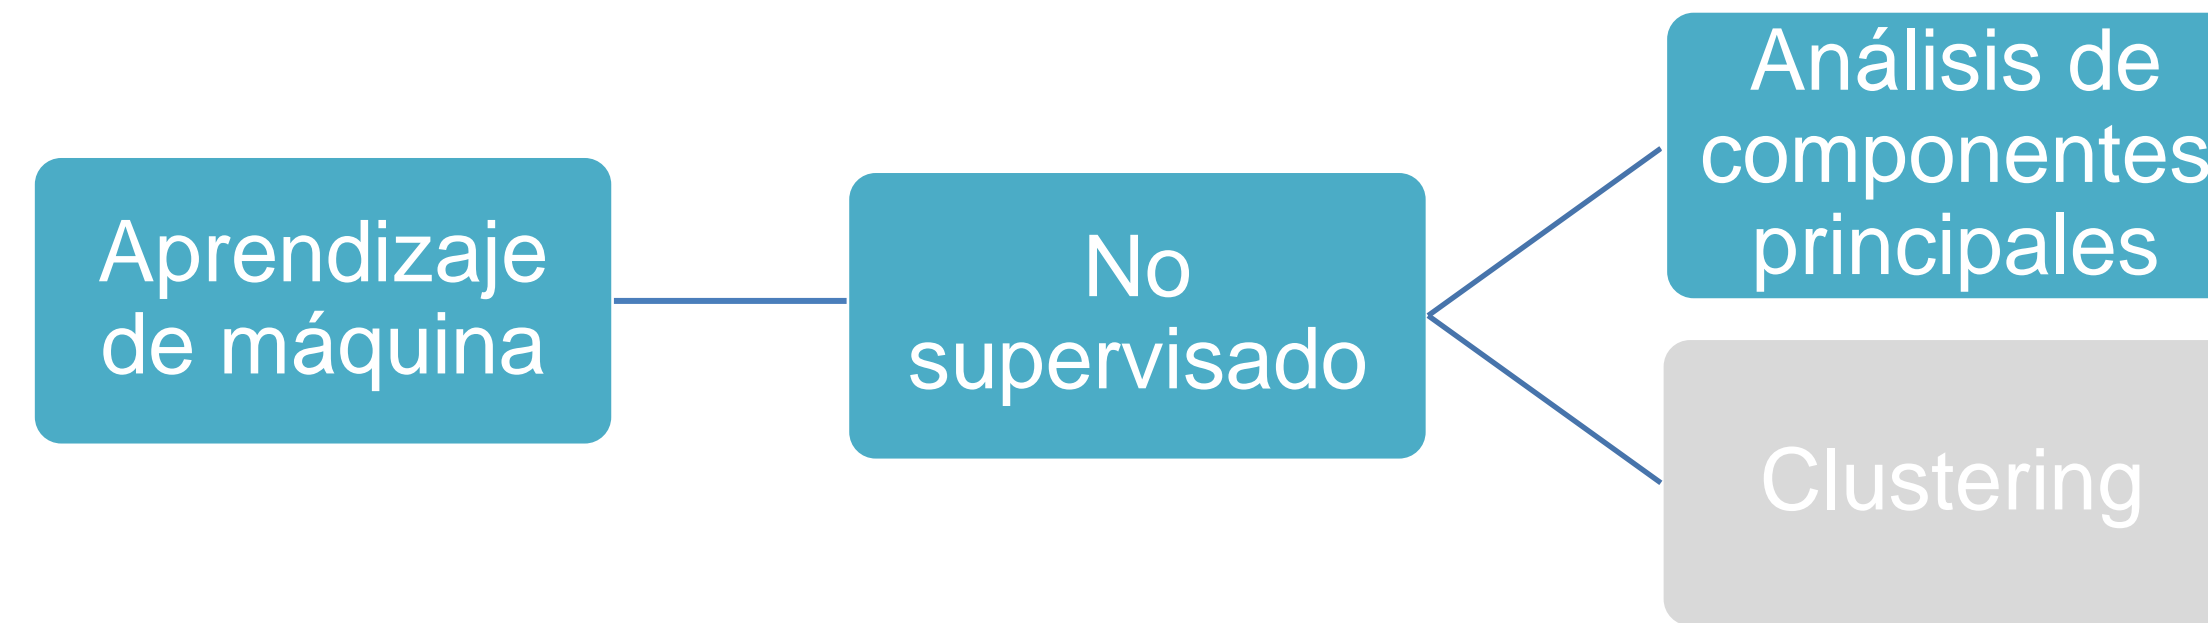 Aprendizaje
de máquina
No
supervisado
Análisis de
componentes
principales
Clustering